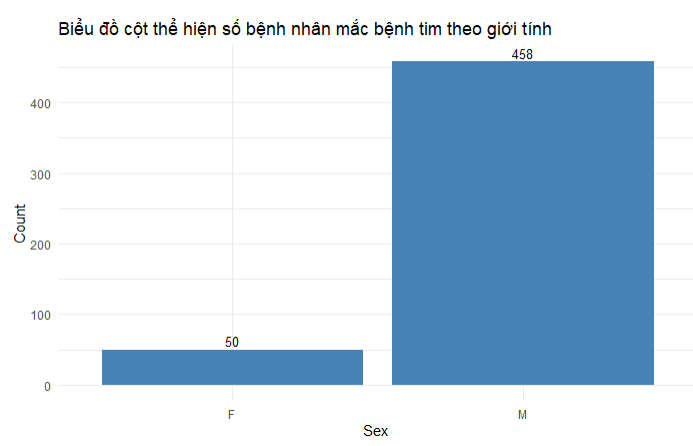 Biểu đồ cột thể hiện số bệnh nhân mắc bệnh tim theo giới tính
458
400
300
Count
200
100
50
0
F
M
Sex